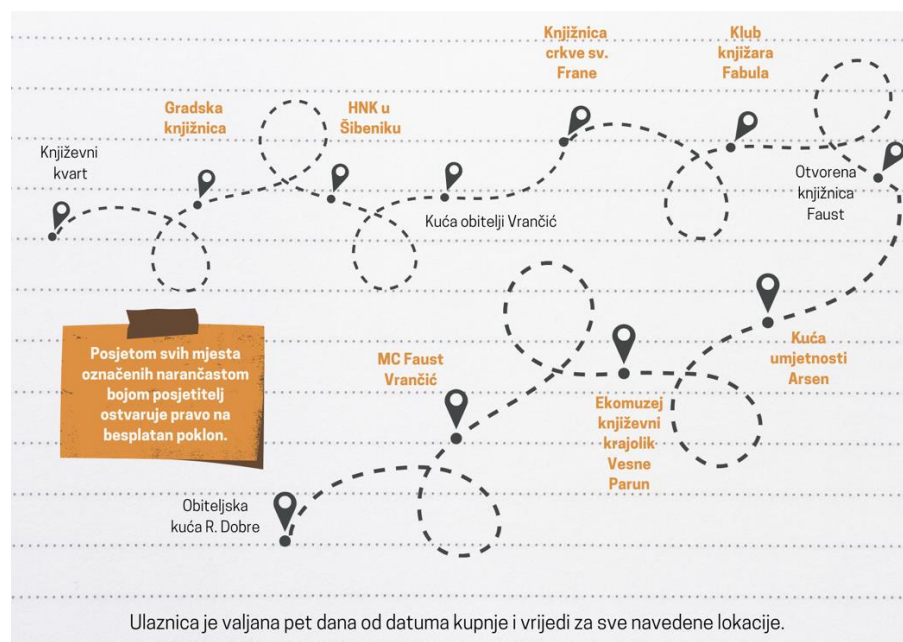 Književni
kvart
Gradska
knjižnica
HNK u
Šibeniku
Kuća obitelji Vrančić
Knjižnica
crkve sv.
Frane
Klub
knjižara
Fabula
Otvorena
knjižnica
Faust
Kuća
umjetnosti
Arsen
Ekomuzej
književni
krajolik
Vesne
Parun
MC Faust
Vrančić
Obiteljska
kuća R. Dobre
Posjetom svih mjesta
označenih narančastom
bojom posjetitelj
ostvaruje pravo na
besplatan poklon.
Ulaznica je valjana pet dana od datuma kupnje i vrijedi za sve navedene lokacije.